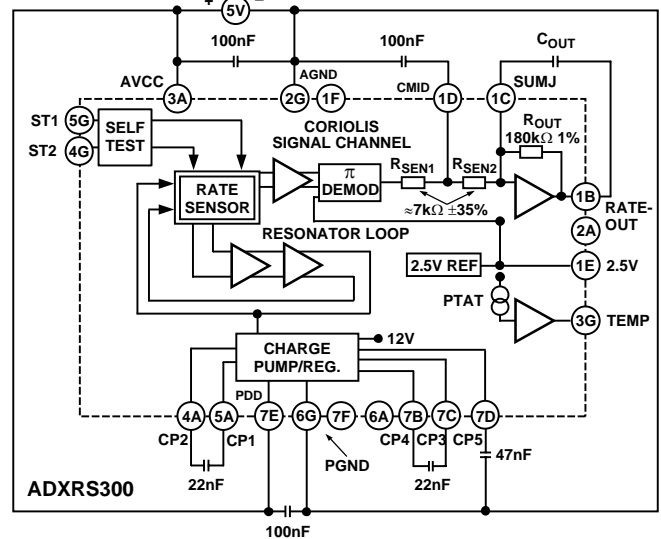 + 5V –
100nF
100nF
COUT
AVCC
AGND
CMID
SUMJ
3A
2G
1F
1D
1C
ST1
5G
ST2
4G
SELF
TEST
CORIOLIS
SIGNAL CHANNEL
ROUT
180kΩ 1%
RSEN1
RSEN2
π
DEMOD
RATE
SENSOR
≈7kΩ ±35%
1B
RATE-
OUT
2A
RESONATOR LOOP
2.5V REF
1E
2.5V
PTAT
3G
TEMP
12V
CHARGE
PUMP/REG.
PDD
4A
5A
7E
6G
7F
6A
7B
7C
7D
CP2
CP1
PGND
CP4
CP3
CP5
47nF
22nF
22nF
ADXRS300
100nF